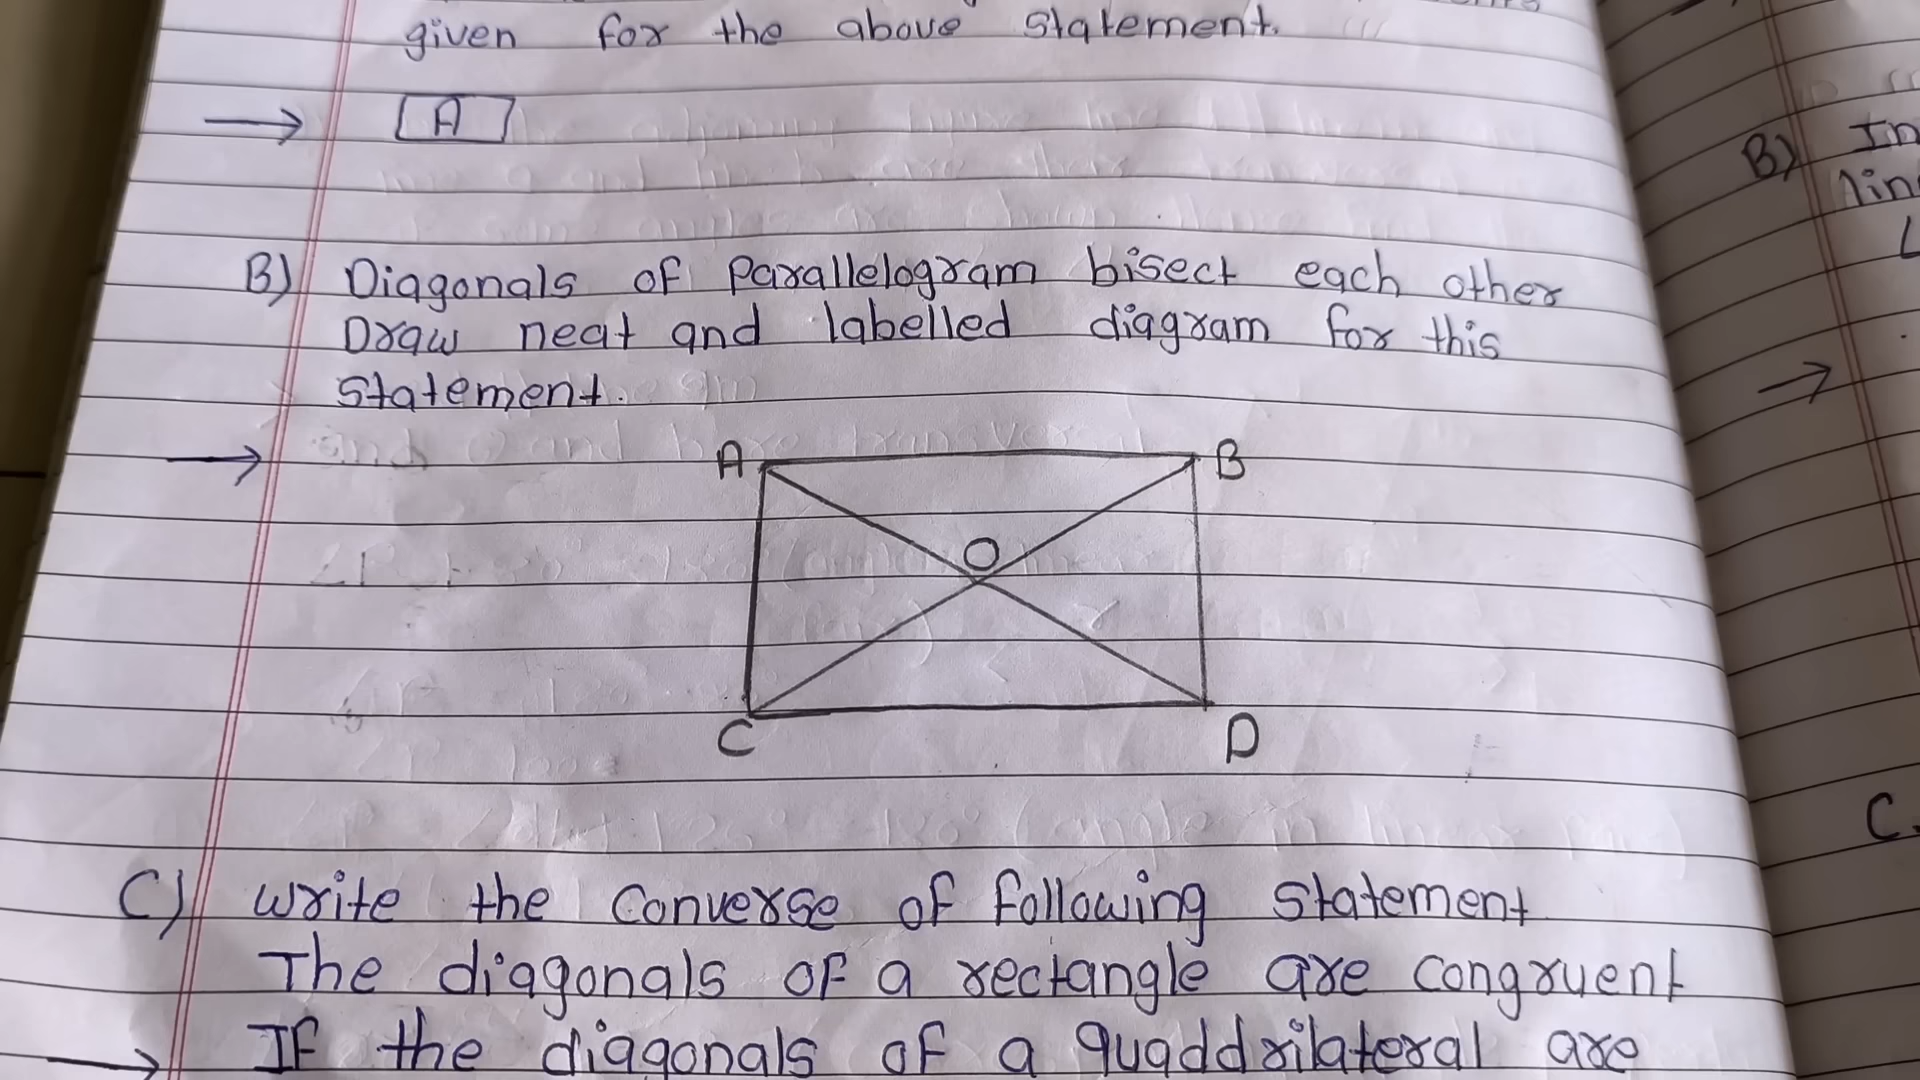 given for the above statement.
→ A
B) Diagonals of parallelogram bisect each other
Draw neat and labelled diagram for this
statement.
→
A B
O
C D
C) Write the converse of following statement
The diagonals of a rectangle are congruent
→ If the diagonals of a quaddrilateral are
B) In
→
C.